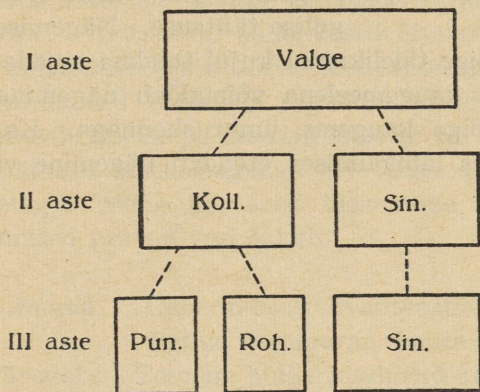 I aste Valge
II aste Koll. Sin.
III aste Pun. Roh. Sin.